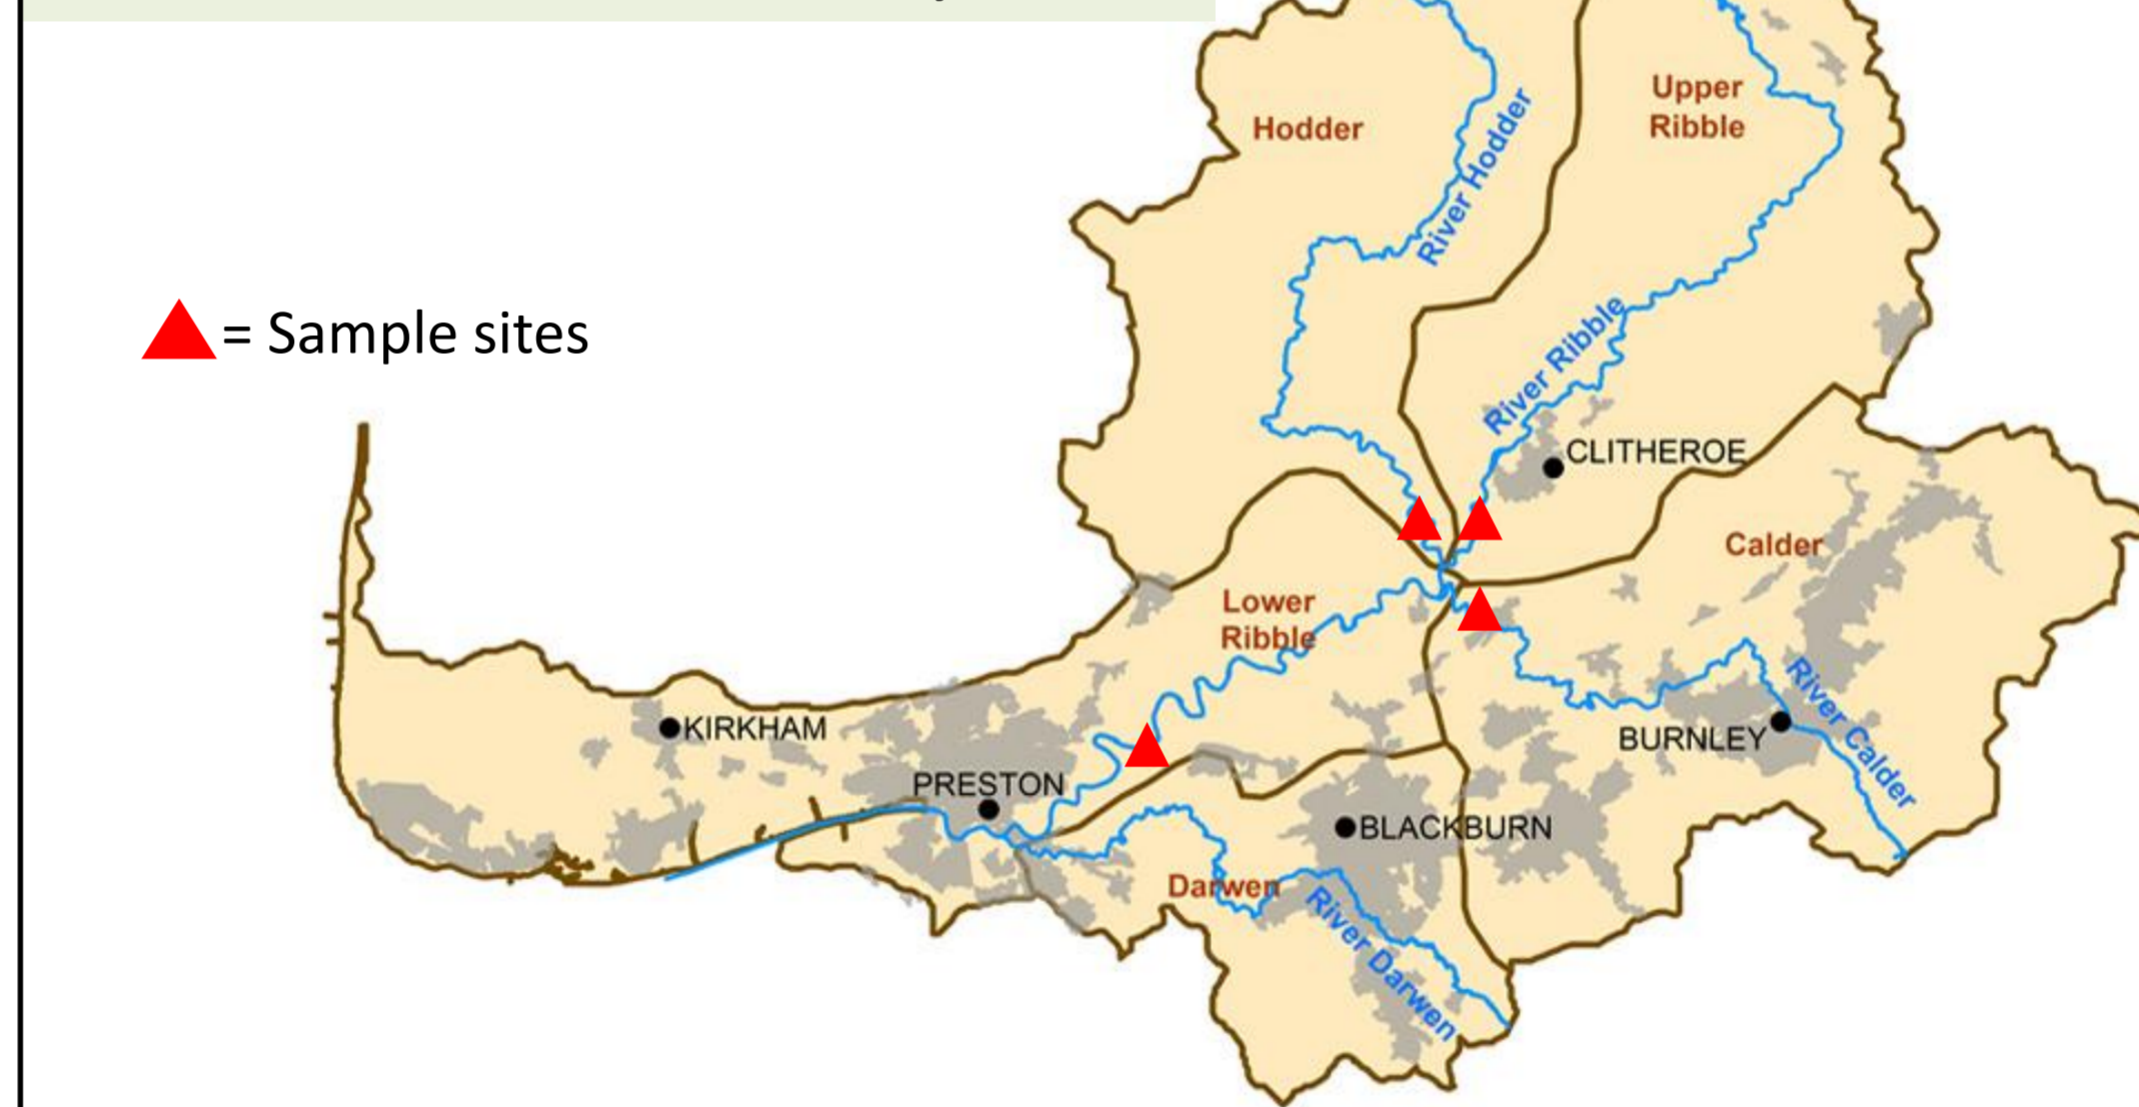 Upper
Ribble
Hodder
River Hodder
= Sample sites
River Ribble
CLITHEROE
Calder
Lower
Ribble
River Calder
KIRKHAM
BURNLEY
PRESTON
BLACKBURN
Darwen
River Darwen